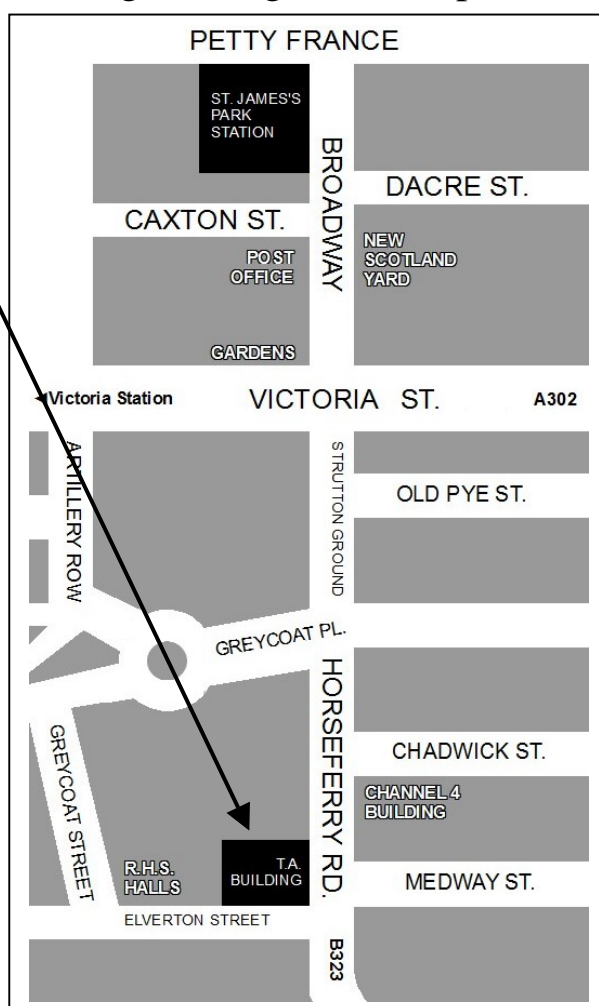 PETTY FRANCE
ST. JAMES'S
PARK
STATION
BROADWAY
DACRE ST.
CAXTON ST.
POST
OFFICE
NEW
SCOTLAND
YARD
GARDENS
Victoria Station
VICTORIA ST.
A302
ARTILLERY ROW
STRUTTON GROUND
OLD PYE ST.
GREYCOAT PL.
HORSEFERRY RD.
GREYCOAT STREET
CHADWICK ST.
CHANNEL 4
BUILDING
R.H.S.
HALLS
T.A.
BUILDING
MEDWAY ST.
ELVERTON STREET
B323